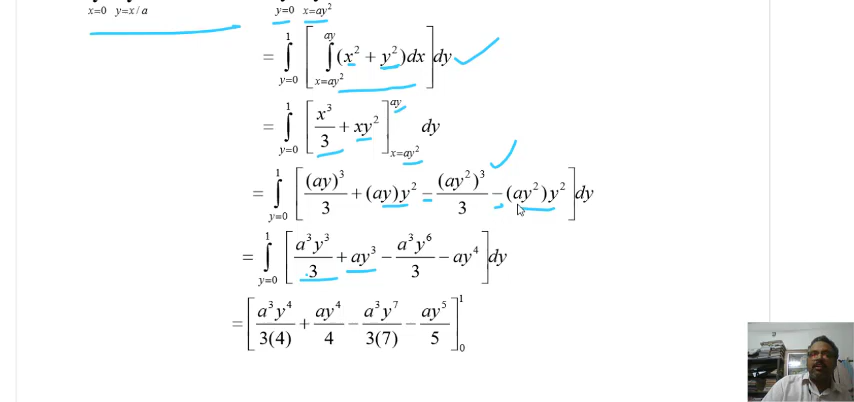 x=0 y=x/a y=0 x=ay²
= ∫_{y=0}^{1} [ ∫_{x=ay²}^{ay} (x² + y²)dx ] dy
= ∫_{y=0}^{1} [ x³/3 + xy² ]_{x=ay²}^{ay} dy
= ∫_{y=0}^{1} [ (ay)³/3 + (ay)y² − (ay²)³/3 − (ay²)y² ] dy
= ∫_{y=0}^{1} [ a³y³/3 + ay³ − a³y⁶/3 − ay⁴ ] dy
= [ a³y⁴/3(4) + ay⁴/4 − a³y⁷/3(7) − ay⁵/5 ]_0^1